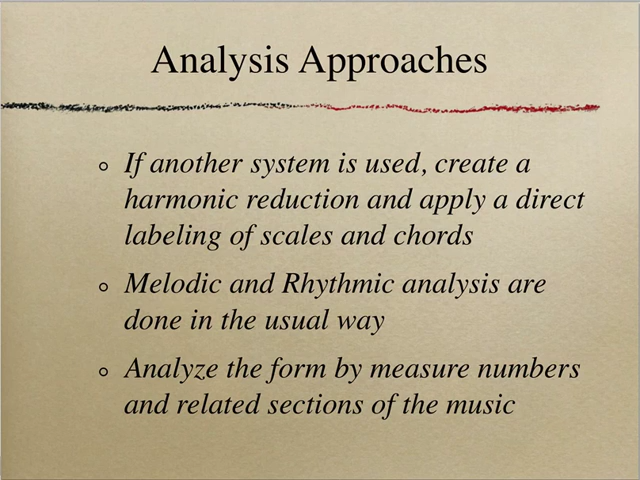 Analysis Approaches
If another system is used, create a
harmonic reduction and apply a direct
labeling of scales and chords
Melodic and Rhythmic analysis are
done in the usual way
Analyze the form by measure numbers
and related sections of the music